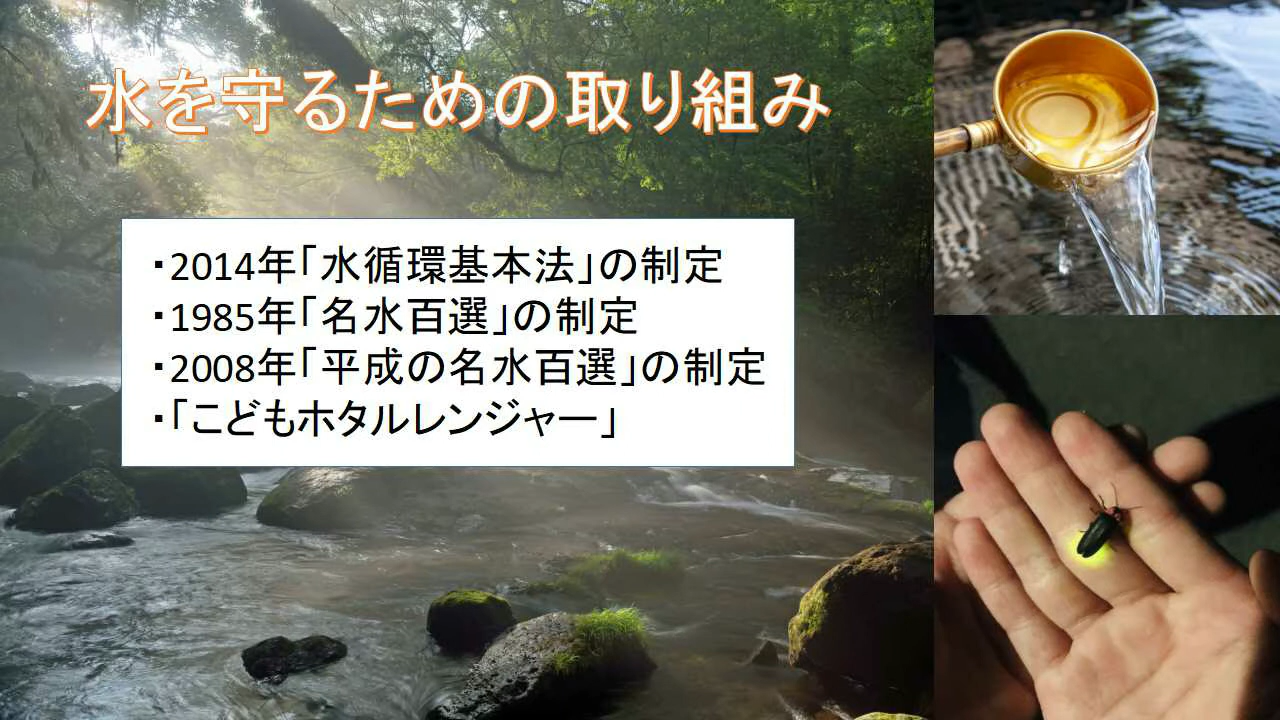 水を守るための取り組み
・2014年「水循環基本法」の制定
・1985年「名水百選」の制定
・2008年「平成の名水百選」の制定
・「こどもホタルレンジャー」